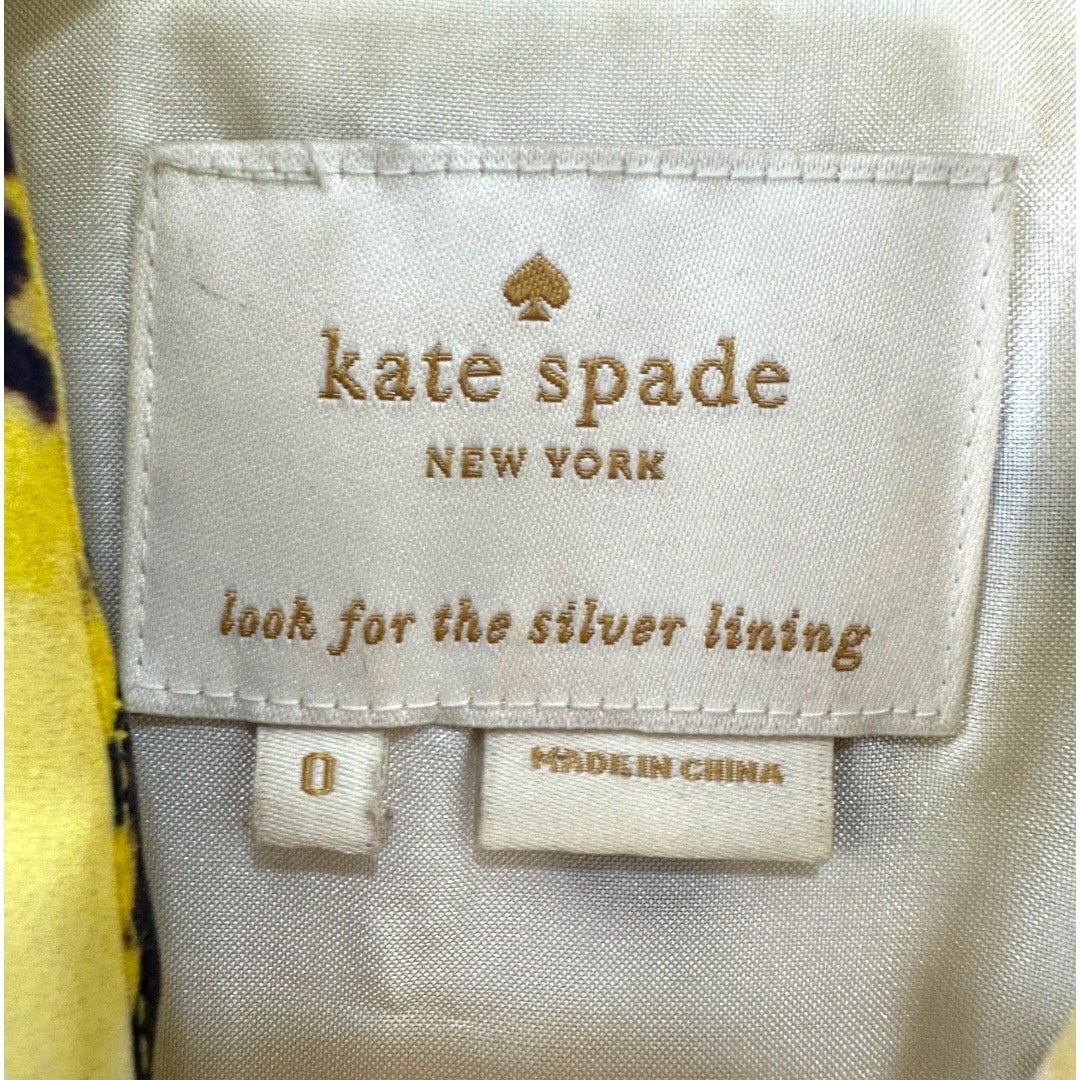 kate spade
NEW YORK
look for the silver lining
0
MADE IN CHINA